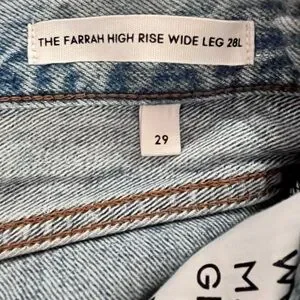 THE FARRAH HIGH RISE WIDE LEG 28L
29